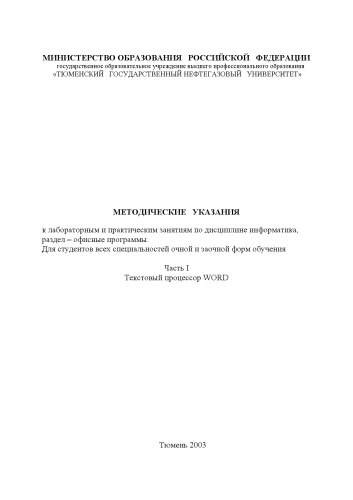 МИНИСТЕРСТВО ОБРАЗОВАНИЯ РОССИЙСКОЙ ФЕДЕРАЦИИ
государственное образовательное учреждение высшего профессионального образования
«ТЮМЕНСКИЙ ГОСУДАРСТВЕННЫЙ НЕФТЕГАЗОВЫЙ УНИВЕРСИТЕТ»
МЕТОДИЧЕСКИЕ УКАЗАНИЯ
к лабораторным и практическим занятиям по дисциплине информатика,
раздел – офисные программы.
Для студентов всех специальностей очной и заочной форм обучения
Часть I
Текстовый процессор WORD
Тюмень 2003